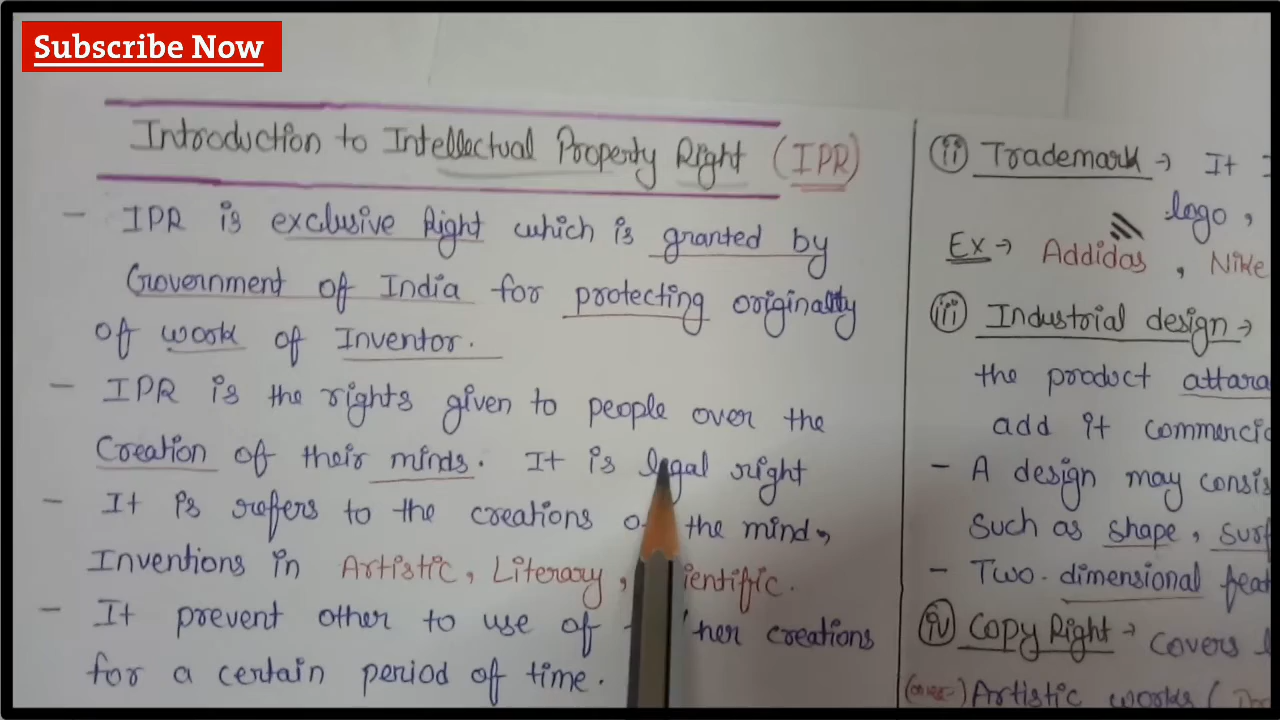 Subscribe Now
Introduction to Intellectual Property Right (IPR)
- IPR is exclusive Right which is granted by
Government of India for protecting originality
of work of Inventor.
- IPR is the rights given to people over the
Creation of their minds. It is legal right
- It is refers to the creations the mind,
Inventions in Artistic, Literary,
- It prevent other to use of creations
for a certain period of time.
(ii) Trademark → It
logo,
Ex → Addidas, Nike
(iii) Industrial design →
the product
add it
- A design may
Such as shape,
- Two-dimensional
(iv) Copy Right → Covers
Artistic works (